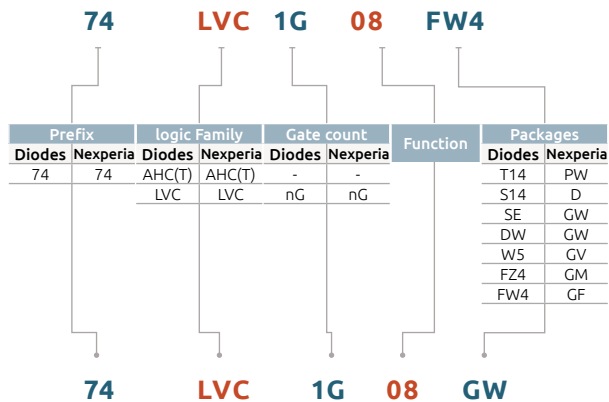 74 LVC 1G 08 FW4
Prefix logic Family Gate count Function Packages
Diodes Nexperia Diodes Nexperia Diodes Nexperia Diodes Nexperia
74 74 AHC(T) AHC(T) - - T14 PW
LVC LVC nG nG S14 D
SE GW
DW GW
W5 GV
FZ4 GM
FW4 GF
74 LVC 1G 08 GW